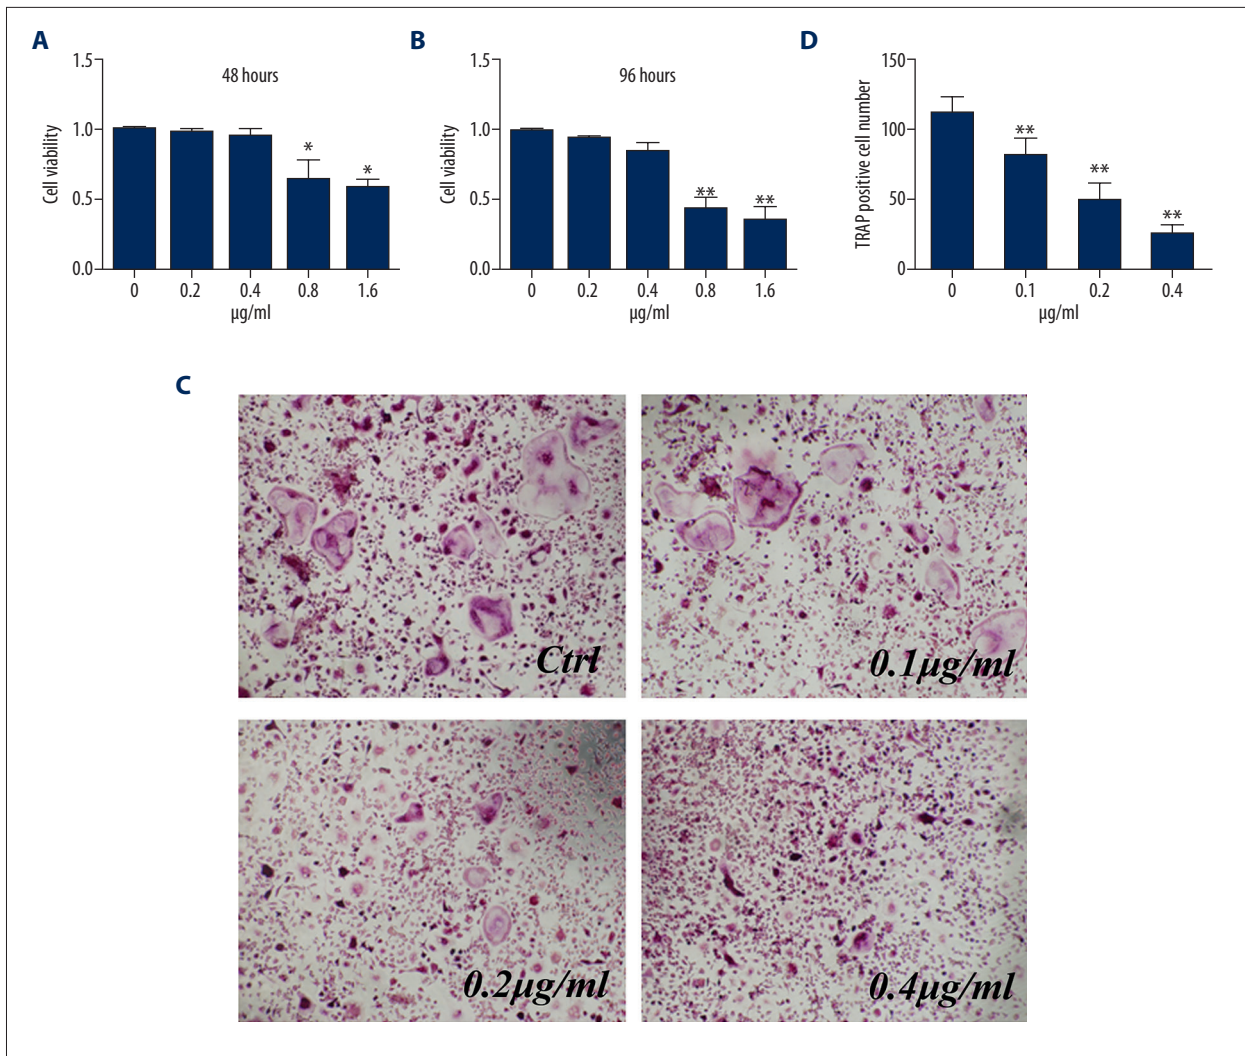 A
48 hours
Cell viability
1.5
1.0
0.5
0.0
*
*
0
0.2
0.4
0.8
1.6
µg/ml
B
96 hours
Cell viability
1.5
1.0
0.5
0.0
**
**
0
0.2
0.4
0.8
1.6
µg/ml
D
TRAP positive cell number
150
100
50
0
**
**
**
0
0.1
0.2
0.4
µg/ml
C
Ctrl
0.1µg/ml
0.2µg/ml
0.4µg/ml